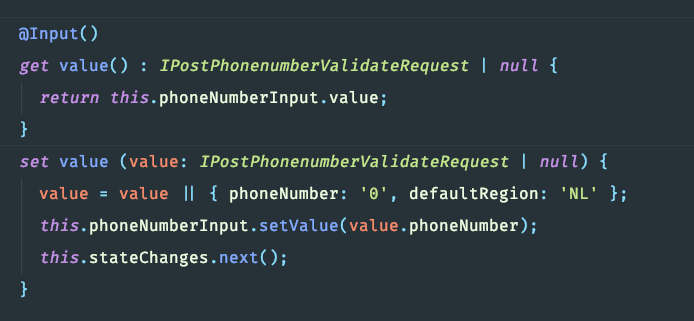 @Input()
get value() : IPostPhonenumberValidateRequest | null {
return this.phoneNumberInput.value;
}
set value (value: IPostPhonenumberValidateRequest | null) {
value = value || { phoneNumber: '0', defaultRegion: 'NL' };
this.phoneNumberInput.setValue(value.phoneNumber);
this.stateChanges.next();
}